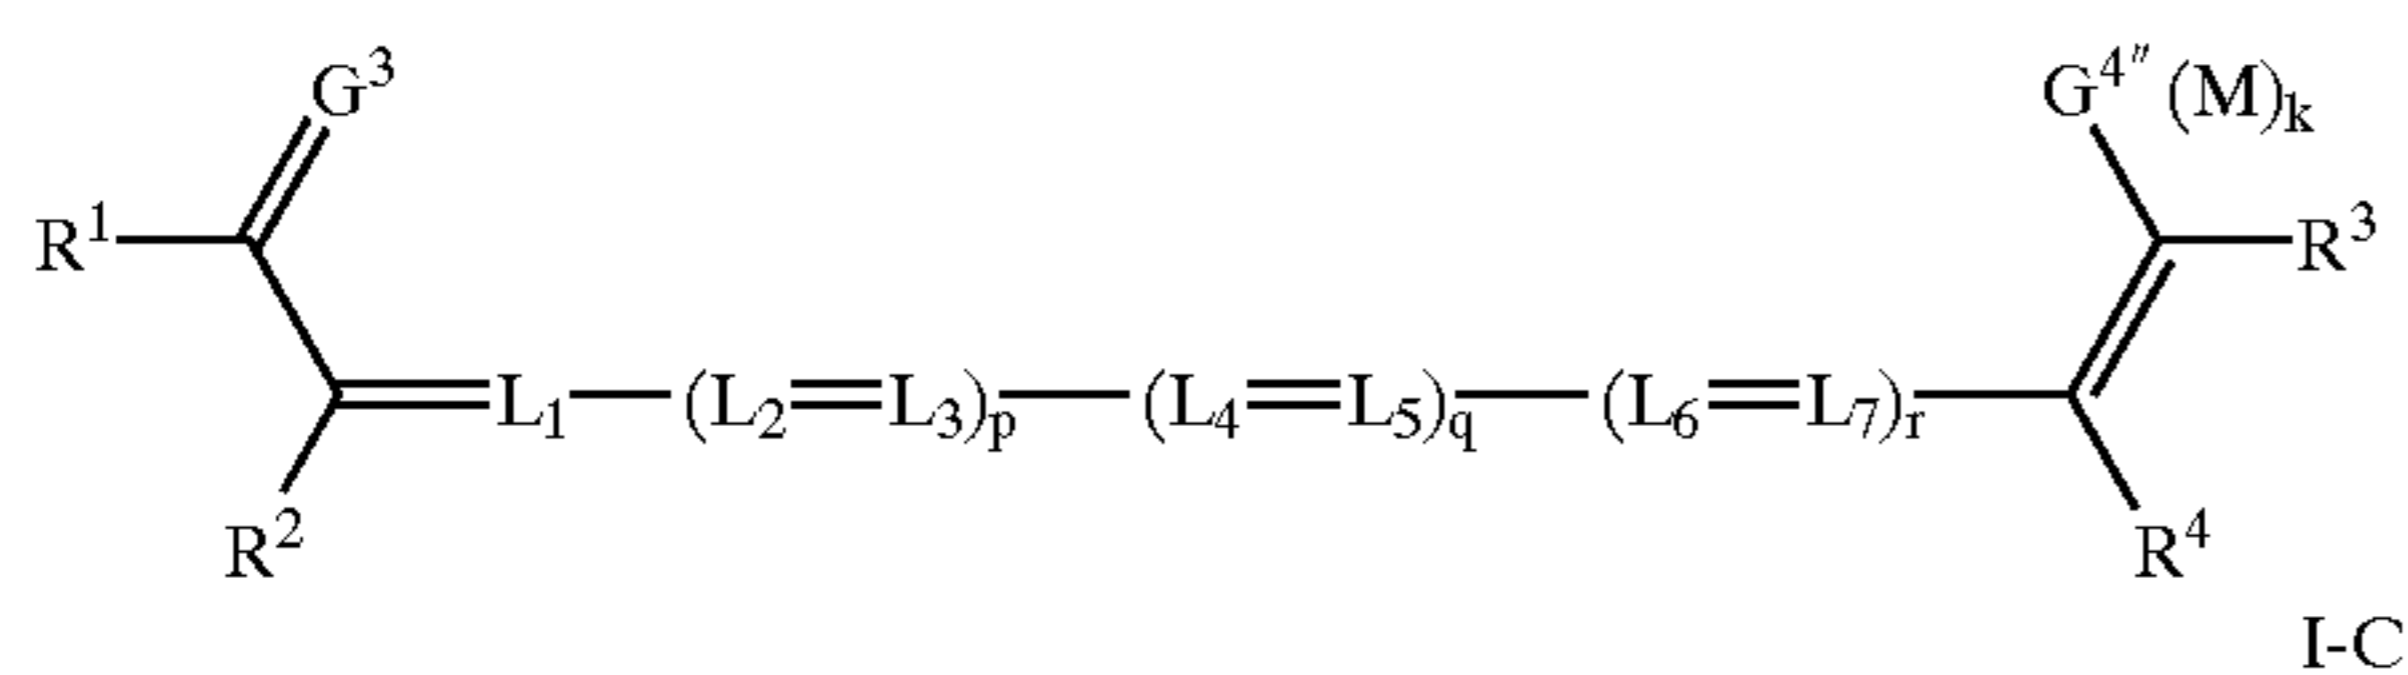 G³ G⁴″ (M)ₖ
R¹ R³
L₁ (L₂=L₃)ₚ (L₄=L₅)q (L₆=L₇)ᵣ
R² R⁴
I-C